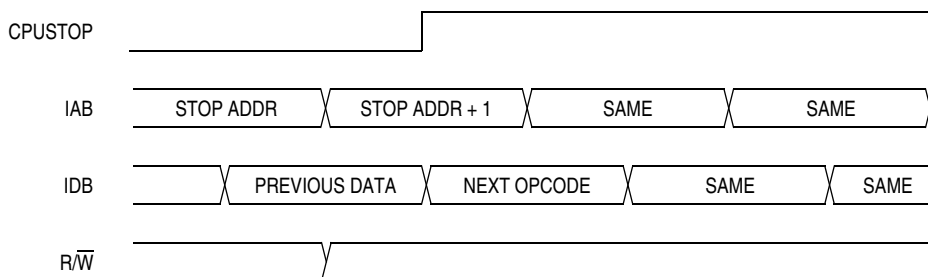 CPUSTOP
IAB STOP ADDR STOP ADDR + 1 SAME SAME
IDB PREVIOUS DATA NEXT OPCODE SAME SAME
R/W̅